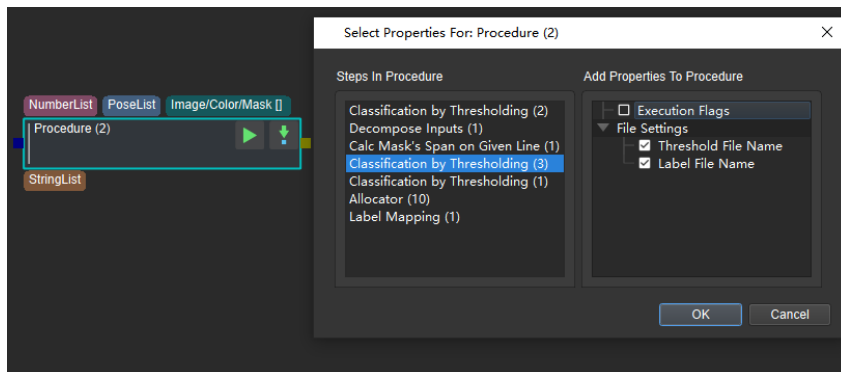 Select Properties For: Procedure (2)
Steps In Procedure
Add Properties To Procedure
NumberList PoseList Image/Color/Mask []
Procedure (2)
StringList
Classification by Thresholding (2)
Decompose Inputs (1)
Calc Mask's Span on Given Line (1)
Classification by Thresholding (3)
Classification by Thresholding (1)
Allocator (10)
Label Mapping (1)
Execution Flags
File Settings
Threshold File Name
Label File Name
OK
Cancel